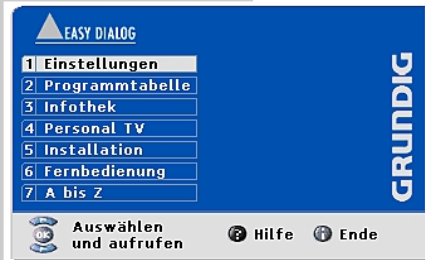 EASY DIALOG
1 Einstellungen
2 Programmtabelle
3 Infothek
4 Personal TV
5 Installation
6 Fernbedienung
7 A bis Z
GRUNDIG
OK Auswählen
und aufrufen
? Hilfe i Ende